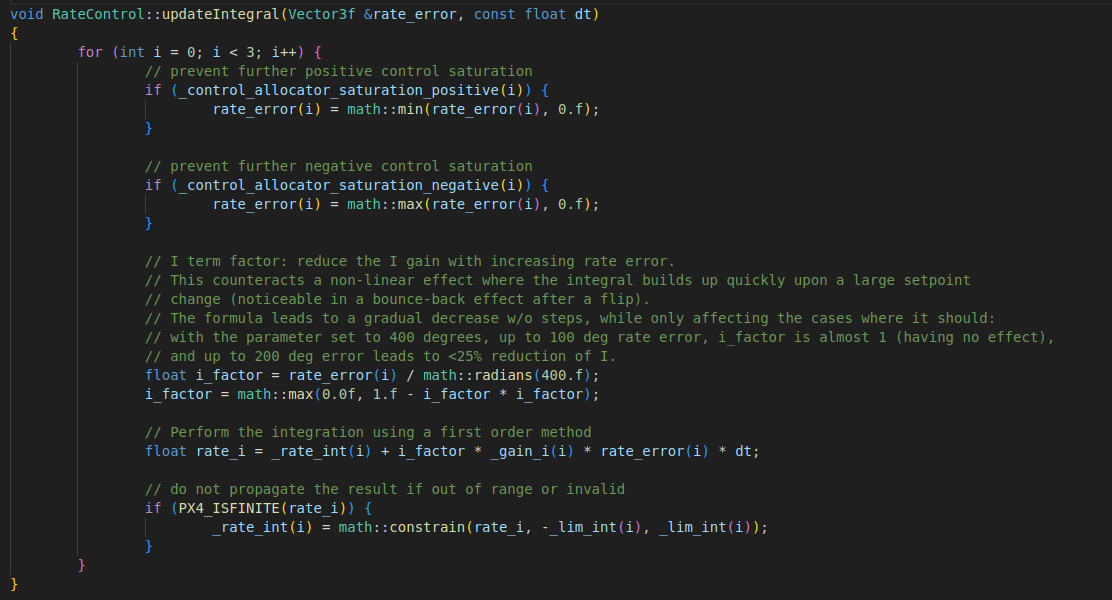 void RateControl::updateIntegral(Vector3f &rate_error, const float dt)
{
for (int i = 0; i < 3; i++) {
// prevent further positive control saturation
if (_control_allocator_saturation_positive(i)) {
rate_error(i) = math::min(rate_error(i), 0.f);
}
// prevent further negative control saturation
if (_control_allocator_saturation_negative(i)) {
rate_error(i) = math::max(rate_error(i), 0.f);
}
// I term factor: reduce the I gain with increasing rate error.
// This counteracts a non-linear effect where the integral builds up quickly upon a large setpoint
// change (noticeable in a bounce-back effect after a flip).
// The formula leads to a gradual decrease w/o steps, while only affecting the cases where it should:
// with the parameter set to 400 degrees, up to 100 deg rate error, i_factor is almost 1 (having no effect),
// and up to 200 deg error leads to <25% reduction of I.
float i_factor = rate_error(i) / math::radians(400.f);
i_factor = math::max(0.0f, 1.f - i_factor * i_factor);
// Perform the integration using a first order method
float rate_i = _rate_int(i) + i_factor * _gain_i(i) * rate_error(i) * dt;
// do not propagate the result if out of range or invalid
if (PX4_ISFINITE(rate_i)) {
_rate_int(i) = math::constrain(rate_i, -_lim_int(i), _lim_int(i));
}
}
}